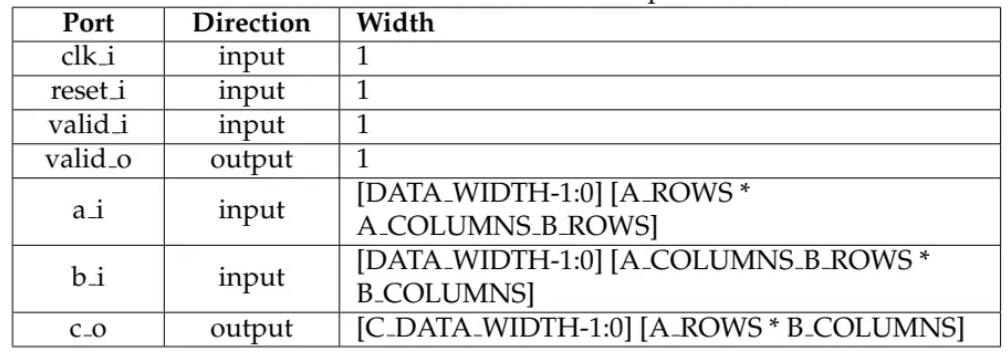 Port Direction Width
clk_i input 1
reset_i input 1
valid_i input 1
valid_o output 1
a_i input [DATA_WIDTH-1:0] [A_ROWS *
A_COLUMNS_B_ROWS]
b_i input [DATA_WIDTH-1:0] [A_COLUMNS_B_ROWS *
B_COLUMNS]
c_o output [C_DATA_WIDTH-1:0] [A_ROWS * B_COLUMNS]